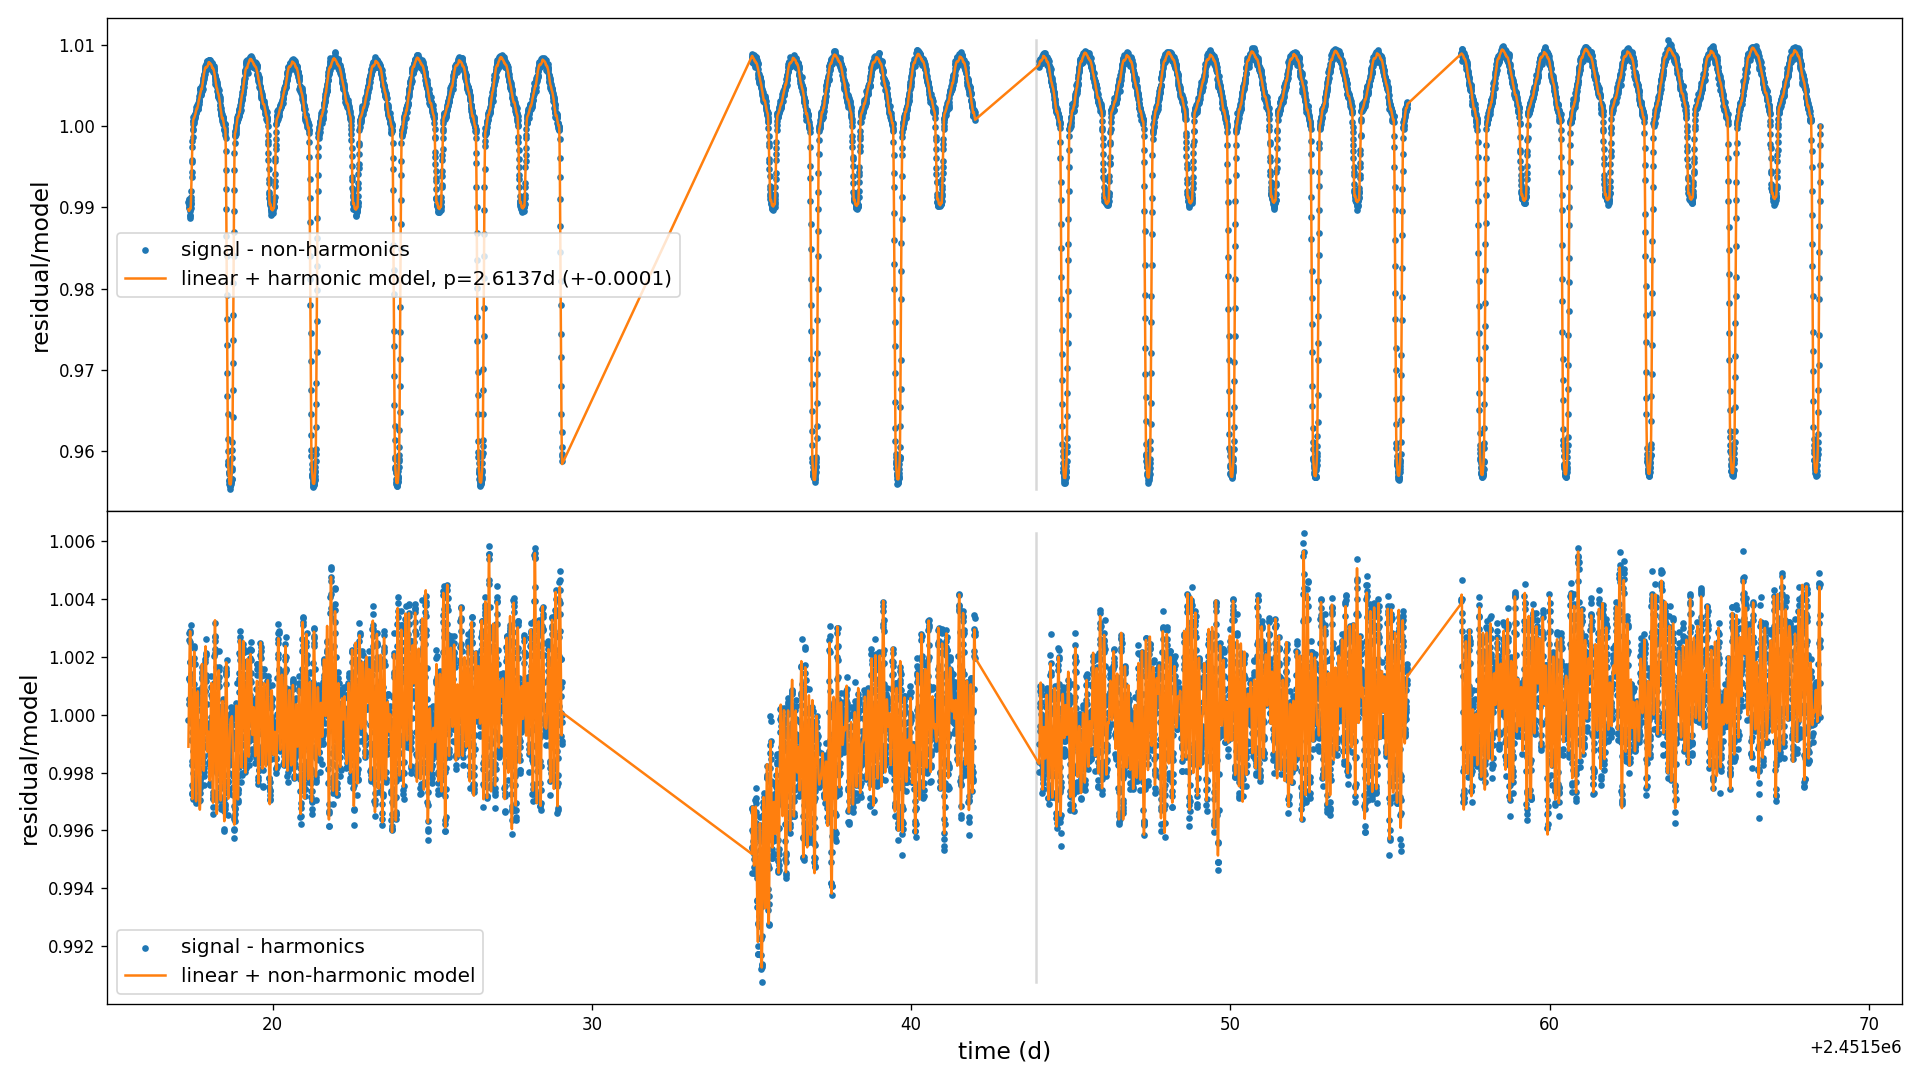 1.01
1.00
0.99
0.98
0.97
0.96
residual/model
signal - non-harmonics
linear + harmonic model, p=2.6137d (+-0.0001)
1.006
1.004
1.002
1.000
0.998
0.996
0.994
0.992
residual/model
signal - harmonics
linear + non-harmonic model
20 30 40 50 60 70
time (d)
+2.4515e6